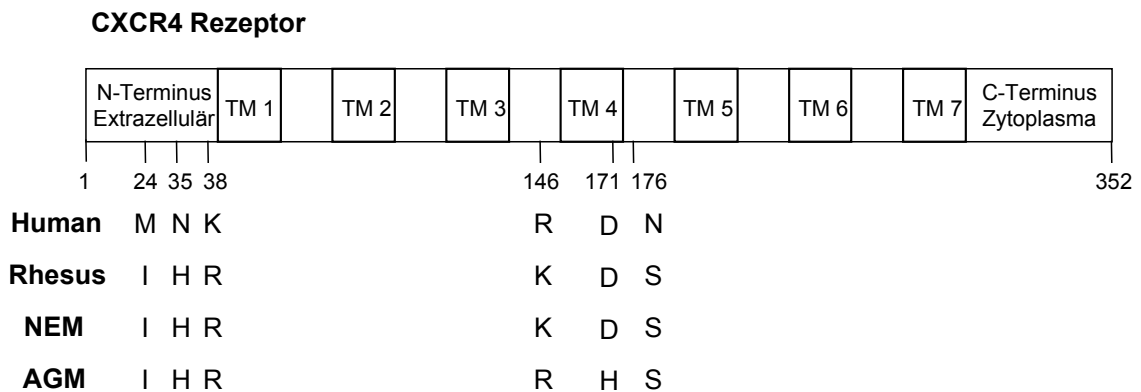 CXCR4 Rezeptor
N-Terminus
Extrazellulär
TM 1
TM 2
TM 3
TM 4
TM 5
TM 6
TM 7
C-Terminus
Zytoplasma
1 24 35 38 146 171 176 352
Human M N K R D N
Rhesus I H R K D S
NEM I H R K D S
AGM I H R R H S